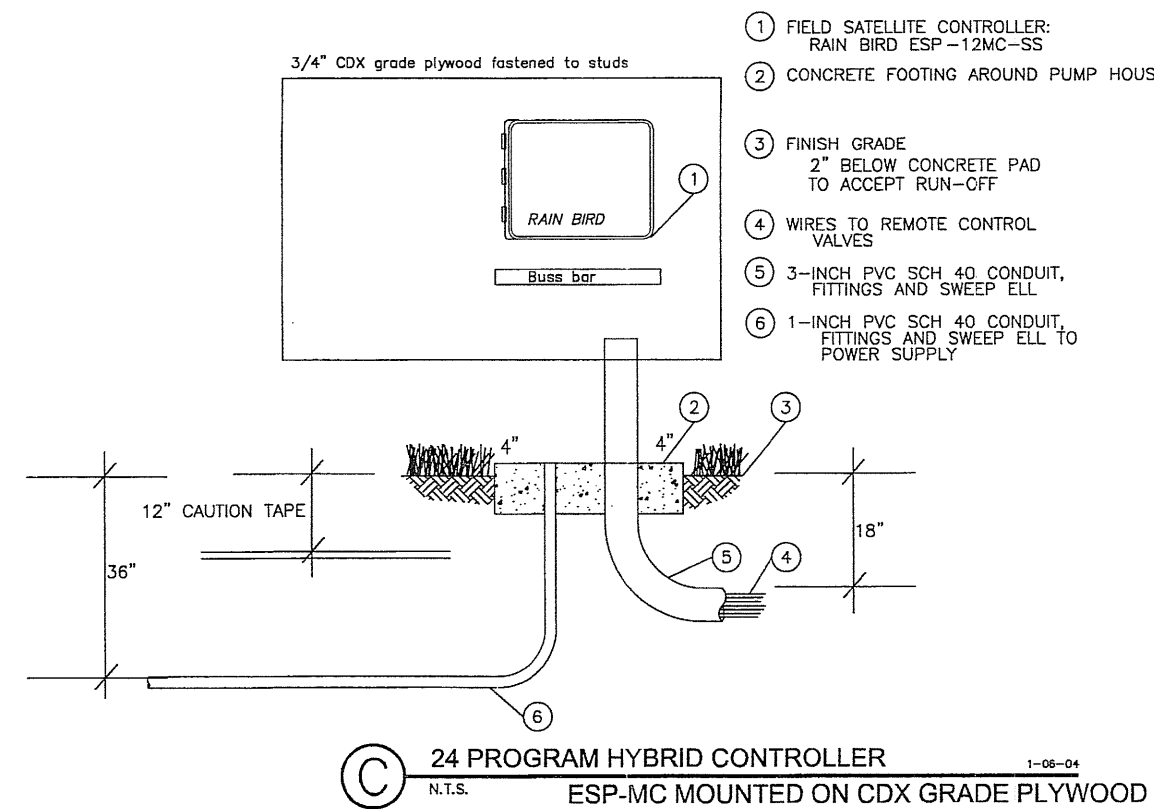 ① FIELD SATELLITE CONTROLLER:
RAIN BIRD ESP-12MC-SS
3/4" CDX grade plywood fastened to studs
② CONCRETE FOOTING AROUND PUMP HOUS
③ FINISH GRADE
2" BELOW CONCRETE PAD
TO ACCEPT RUN-OFF
①
RAIN BIRD
④ WIRES TO REMOTE CONTROL
VALVES
Buss bar
⑤ 3-INCH PVC SCH 40 CONDUIT,
FITTINGS AND SWEEP ELL
⑥ 1-INCH PVC SCH 40 CONDUIT,
FITTINGS AND SWEEP ELL TO
POWER SUPPLY
②
③
4"
4"
12" CAUTION TAPE
18"
36"
⑤
④
⑥
C
24 PROGRAM HYBRID CONTROLLER
1-06-04
N.T.S.
ESP-MC MOUNTED ON CDX GRADE PLYWOOD